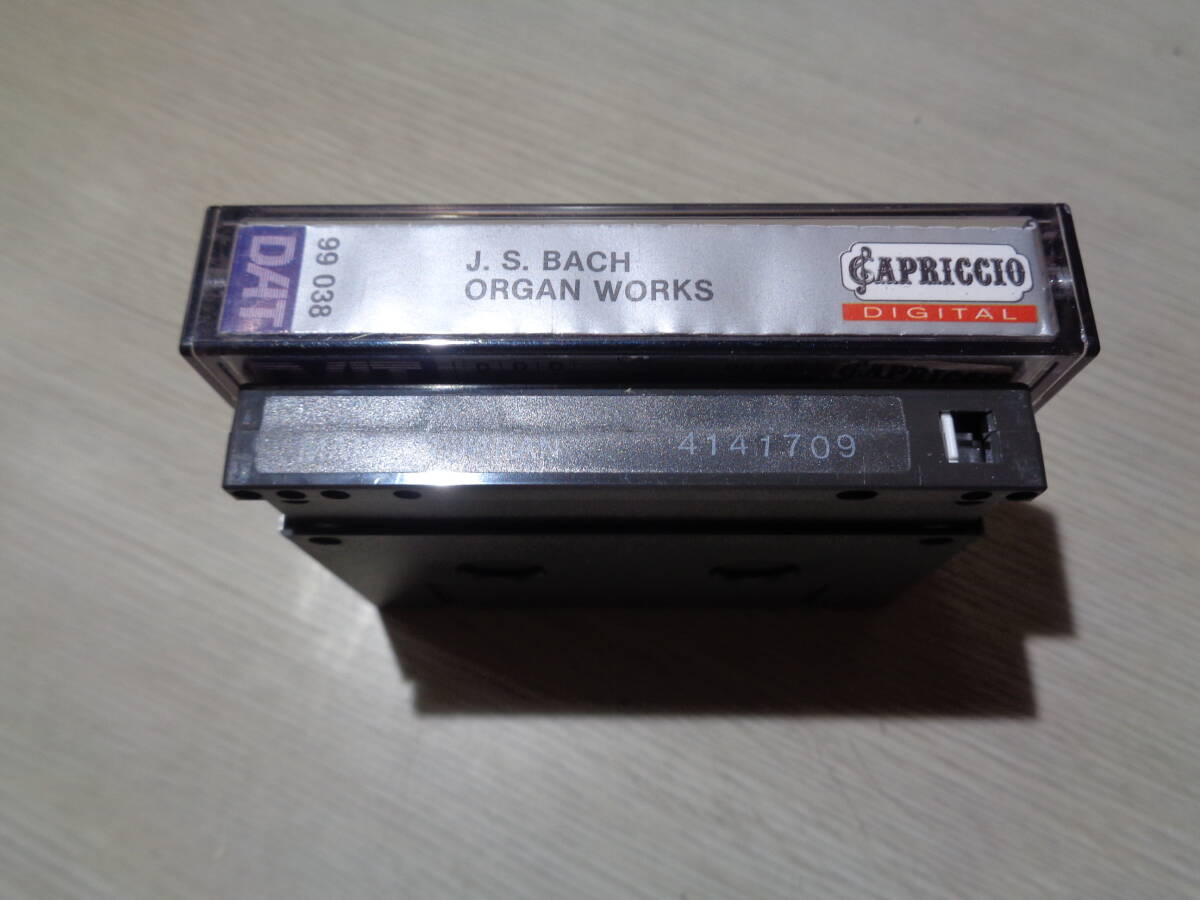 DAT
99 038
J. S. BACH
ORGAN WORKS
CAPRICCIO
DIGITAL
4141709